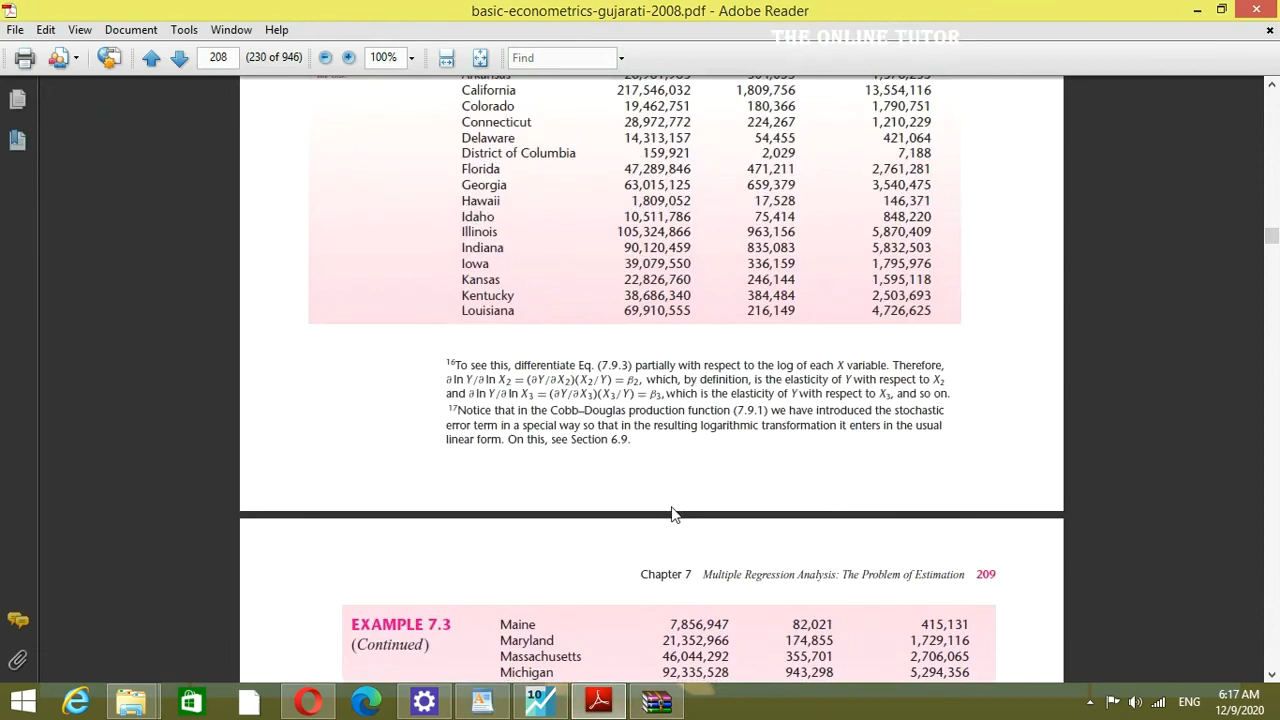 basic-econometrics-gujarati-2008.pdf - Adobe Reader
File Edit View Document Tools Window Help
THE ONLINE TUTOR
208 (230 of 946) 100% Find
Arkansas
California 217,546,032 1,809,756 13,554,116
Colorado 19,462,751 180,366 1,790,751
Connecticut 28,972,772 224,267 1,210,229
Delaware 14,313,157 54,455 421,064
District of Columbia 159,921 2,029 7,188
Florida 47,289,846 471,211 2,761,281
Georgia 63,015,125 659,379 3,540,475
Hawaii 1,809,052 17,528 146,371
Idaho 10,511,786 75,414 848,220
Illinois 105,324,866 963,156 5,870,409
Indiana 90,120,459 835,083 5,832,503
Iowa 39,079,550 336,159 1,795,976
Kansas 22,826,760 246,144 1,595,118
Kentucky 38,686,340 384,484 2,503,693
Louisiana 69,910,555 216,149 4,726,625
¹⁶To see this, differentiate Eq. (7.9.3) partially with respect to the log of each X variable. Therefore,
∂ ln Y/∂ ln X₂ = (∂Y/∂X₂)(X₂/Y) = β₂, which, by definition, is the elasticity of Y with respect to X₂
and ∂ ln Y/∂ ln X₃ = (∂Y/∂X₃)(X₃/Y) = β₃, which is the elasticity of Y with respect to X₃, and so on.
¹⁷Notice that in the Cobb–Douglas production function (7.9.1) we have introduced the stochastic
error term in a special way so that in the resulting logarithmic transformation it enters in the usual
linear form. On this, see Section 6.9.
Chapter 7 Multiple Regression Analysis: The Problem of Estimation 209
EXAMPLE 7.3 Maine 7,856,947 82,021 415,131
(Continued) Maryland 21,352,966 174,855 1,729,116
Massachusetts 46,044,292 355,701 2,706,065
Michigan 92,335,528 943,298 5,294,356
10
ENG
6:17 AM
12/9/2020